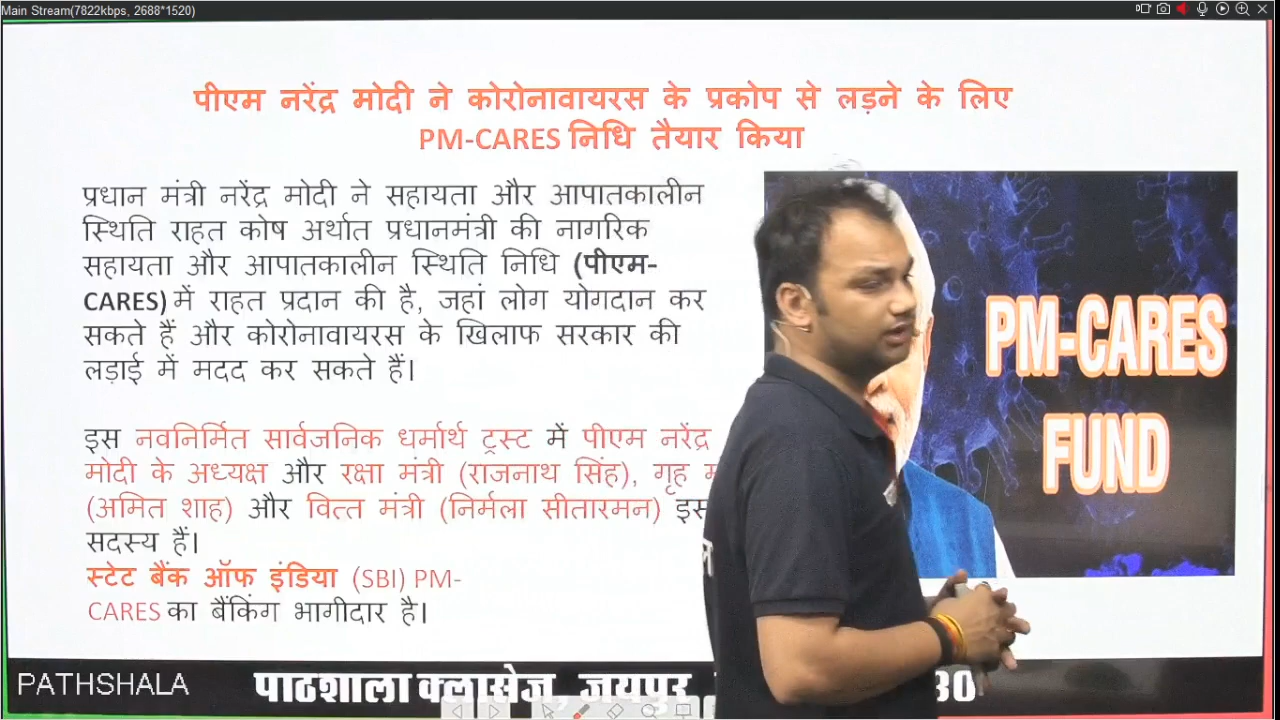 Main Stream(7822kbps, 2688*1520)
पीएम नरेंद्र मोदी ने कोरोनावायरस के प्रकोप से लड़ने के लिए
PM-CARES निधि तैयार किया
प्रधान मंत्री नरेंद्र मोदी ने सहायता और आपातकालीन
स्थिति राहत कोष अर्थात प्रधानमंत्री की नागरिक
सहायता और आपातकालीन स्थिति निधि (पीएम-
CARES) में राहत प्रदान की है, जहां लोग योगदान कर
सकते हैं और कोरोनावायरस के खिलाफ सरकार की
लड़ाई में मदद कर सकते हैं।
इस नवनिर्मित सार्वजनिक धर्मार्थ ट्रस्ट में पीएम नरेंद्र
मोदी के अध्यक्ष और रक्षा मंत्री (राजनाथ सिंह), गृह
(अमित शाह) और वित्त मंत्री (निर्मला सीतारमन)
सदस्य हैं।
स्टेट बैंक ऑफ इंडिया (SBI) PM-
CARES का बैंकिंग भागीदार है।
PM-CARES
FUND
PATHSHALA
पाठशाला क्लासेज, जयपुर